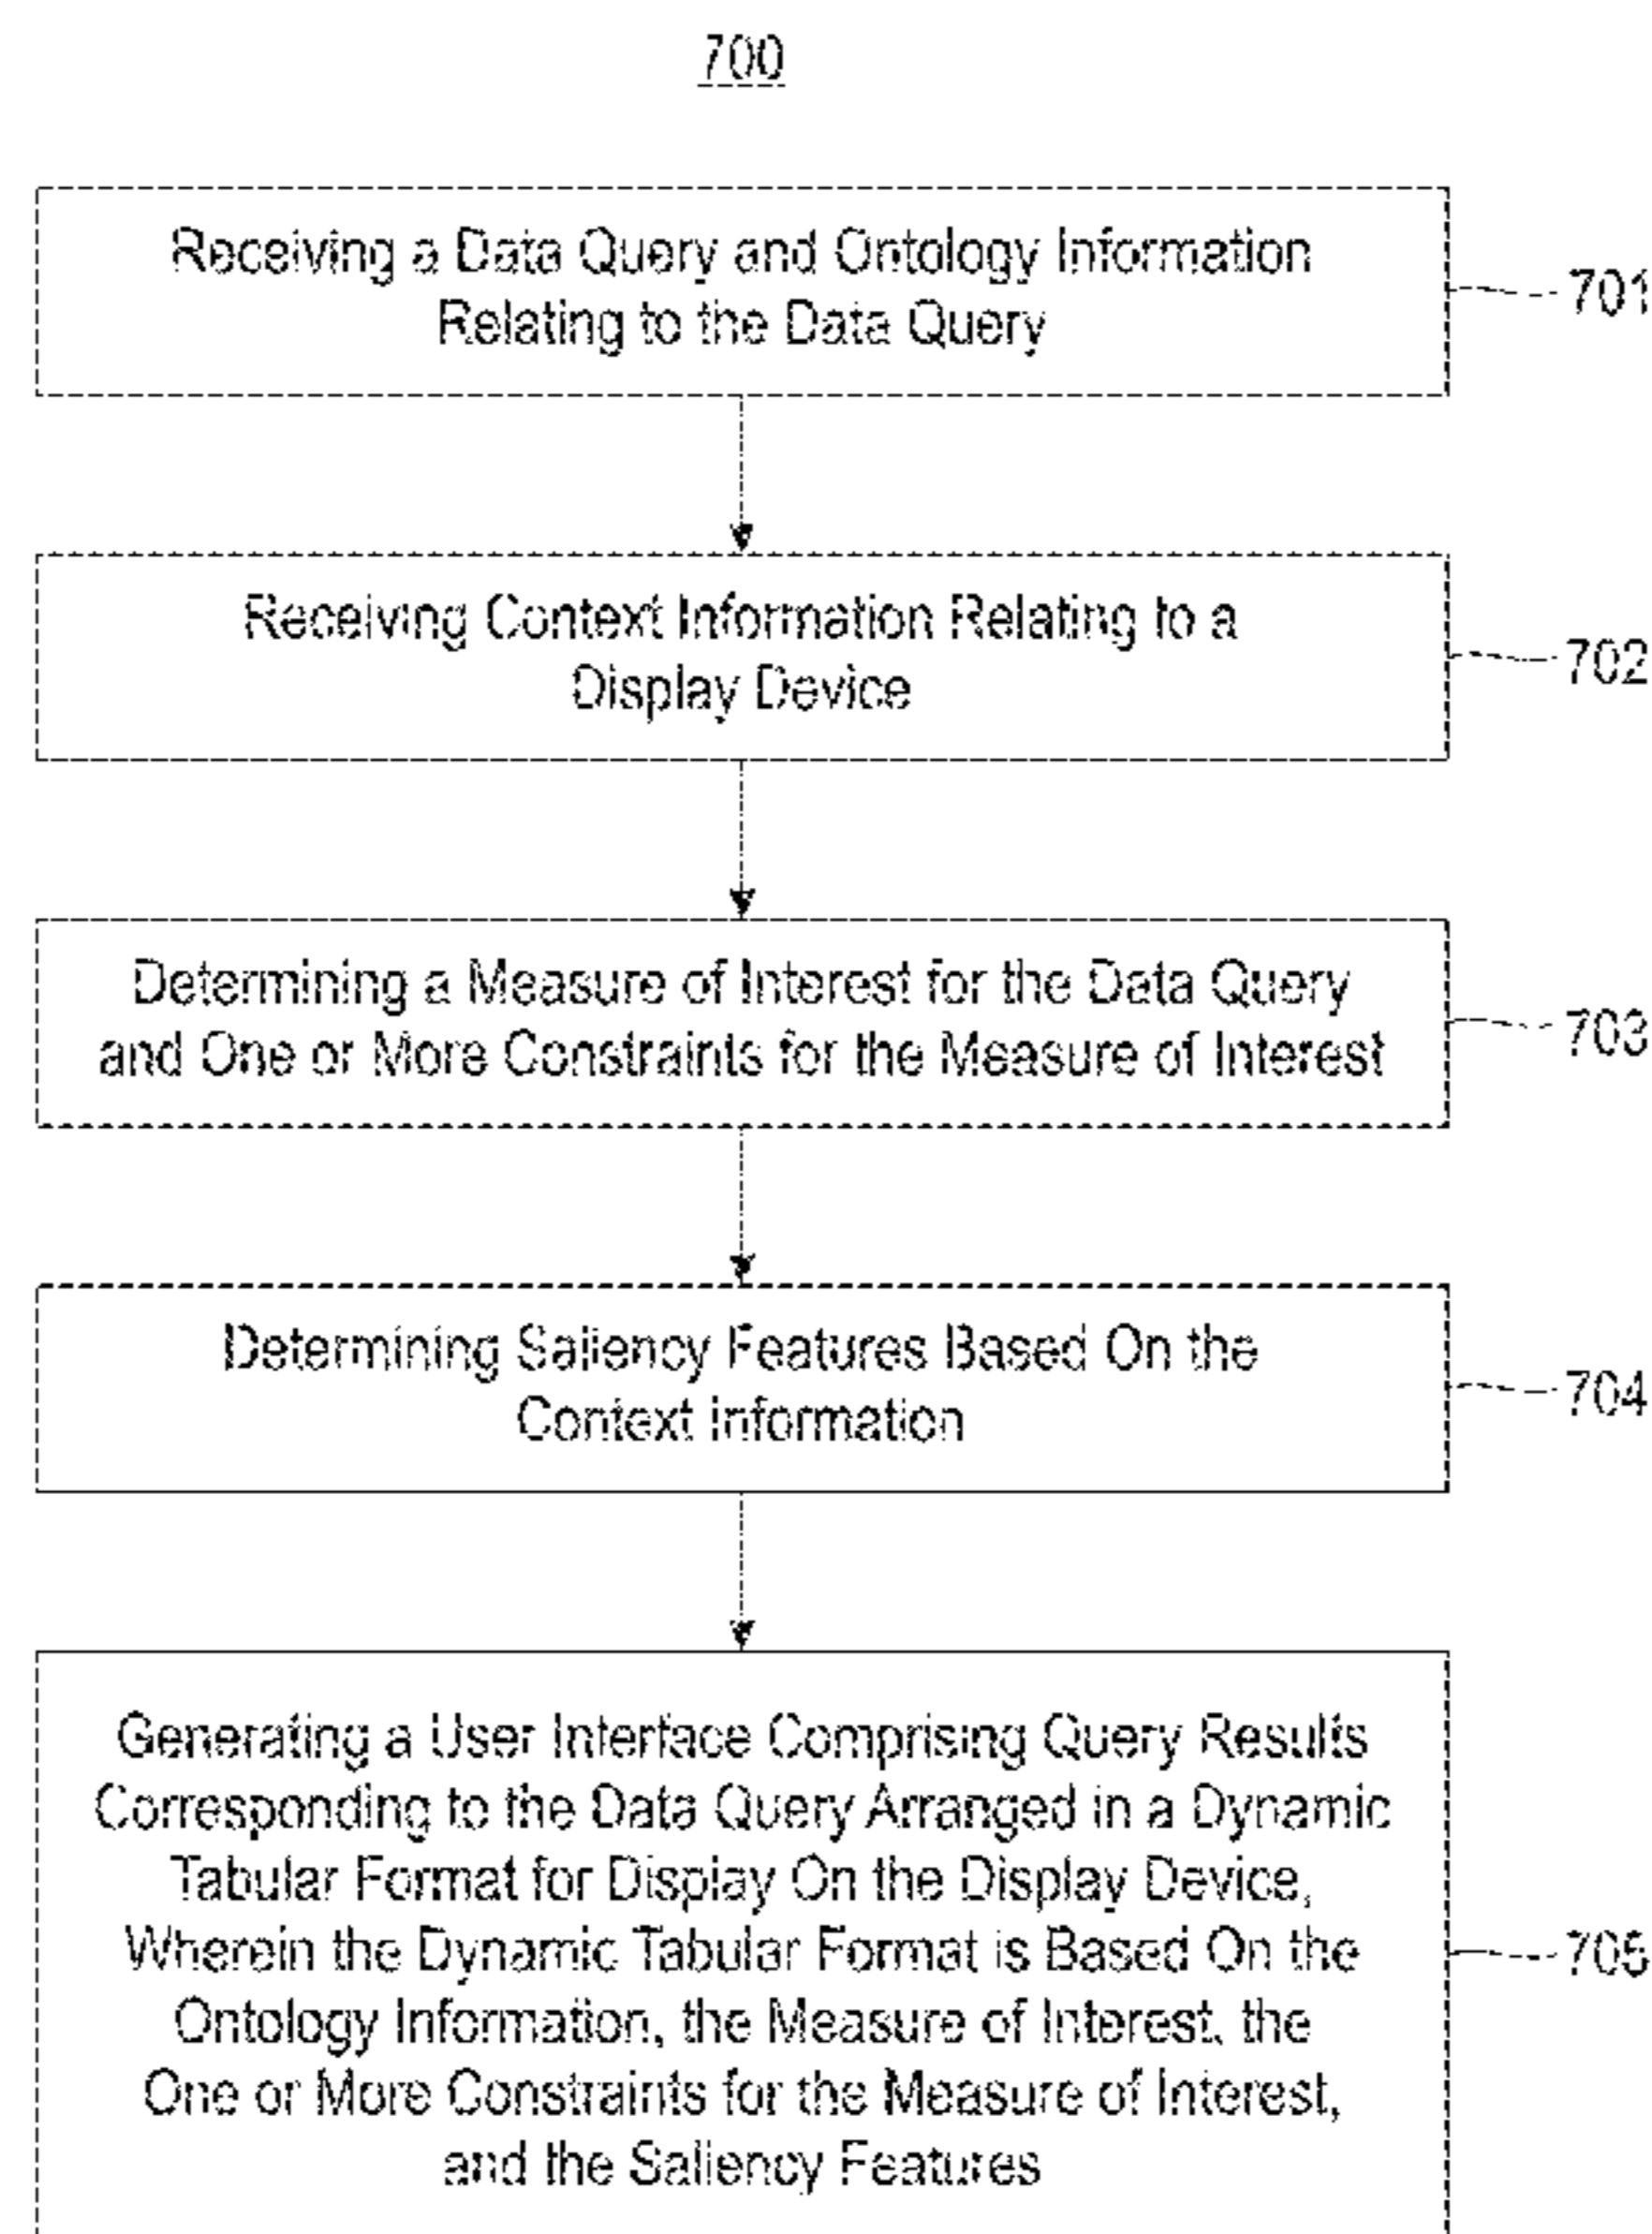 700
Receiving a Data Query and Ontology Information
Relating to the Data Query
701
Receiving Context Information Relating to a
Display Device
702
Determining a Measure of Interest for the Data Query
and One or More Constraints for the Measure of Interest
703
Determining Saliency Features Based On the
Context Information
704
Generating a User Interface Comprising Query Results
Corresponding to the Data Query Arranged in a Dynamic
Tabular Format for Display On the Display Device,
Wherein the Dynamic Tabular Format is Based On the
Ontology Information, the Measure of Interest, the
One or More Constraints for the Measure of Interest,
and the Saliency Features
705